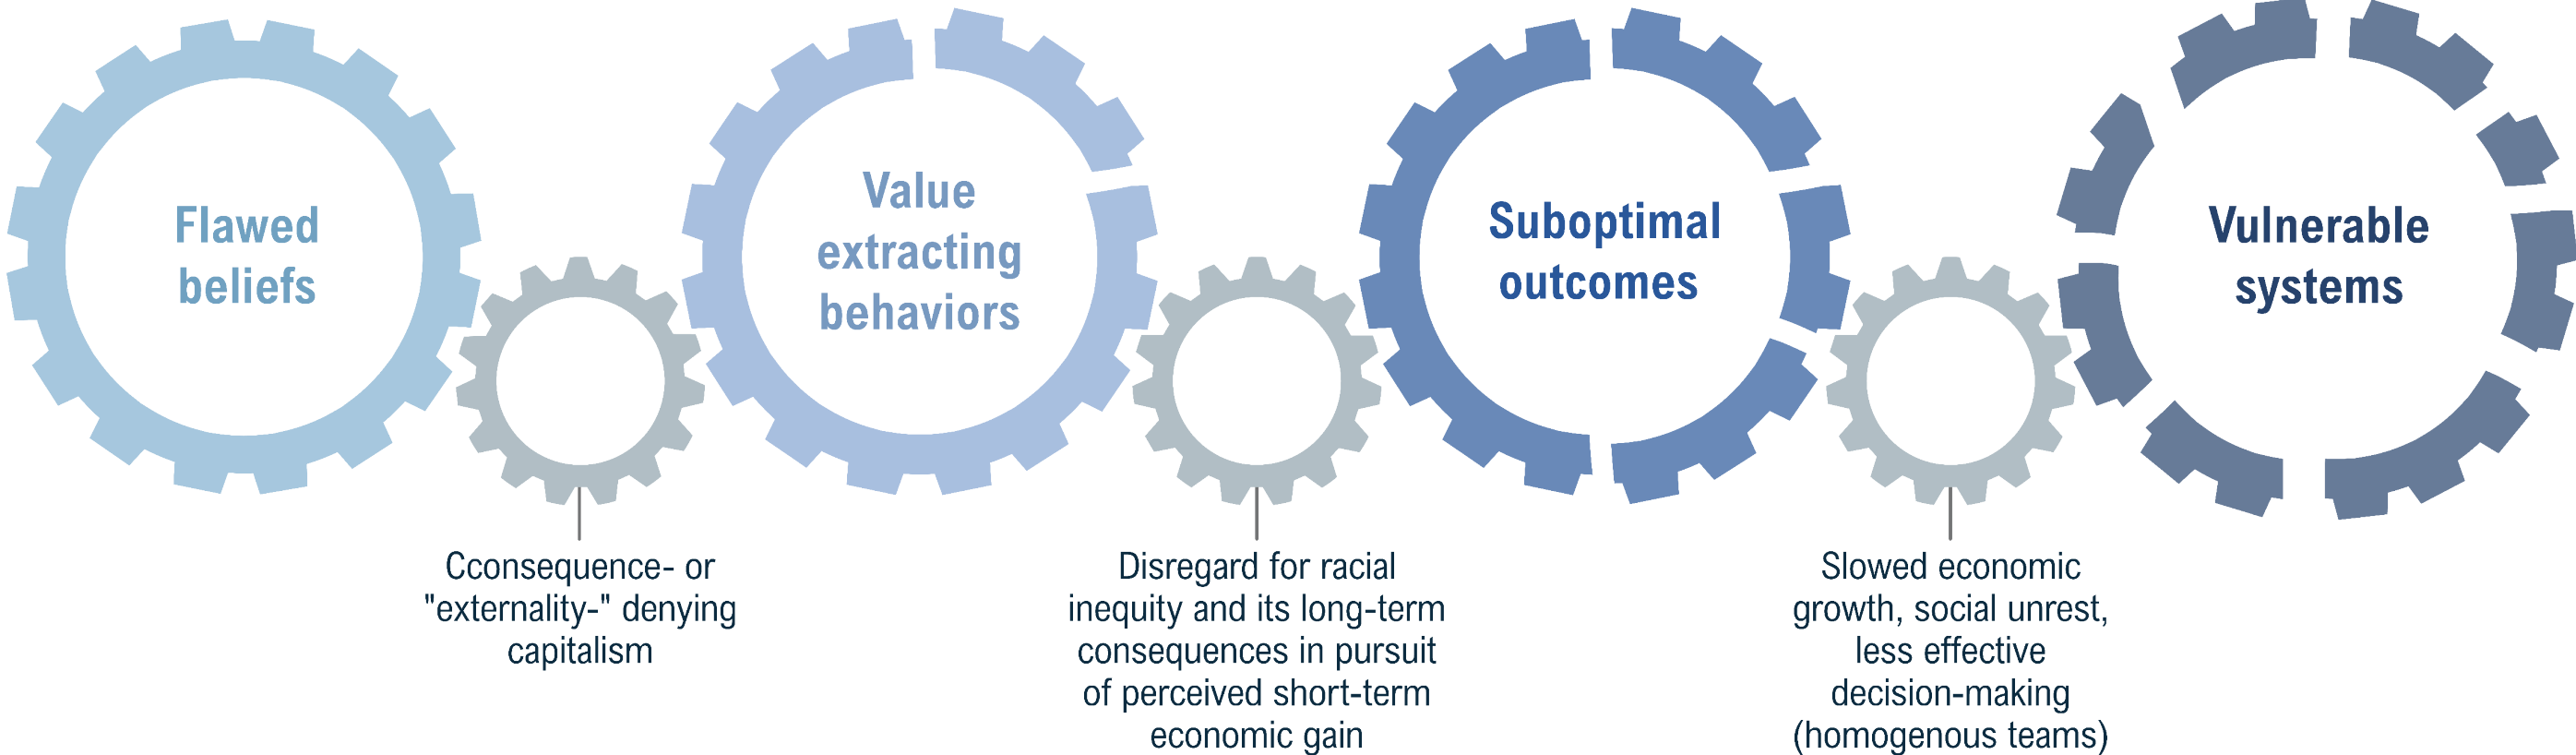 Flawed
beliefs
Value
extracting
behaviors
Suboptimal
outcomes
Vulnerable
systems
Cconsequence- or
"externality-" denying
capitalism
Disregard for racial
inequity and its long-term
consequences in pursuit
of perceived short-term
economic gain
Slowed economic
growth, social unrest,
less effective
decision-making
(homogenous teams)